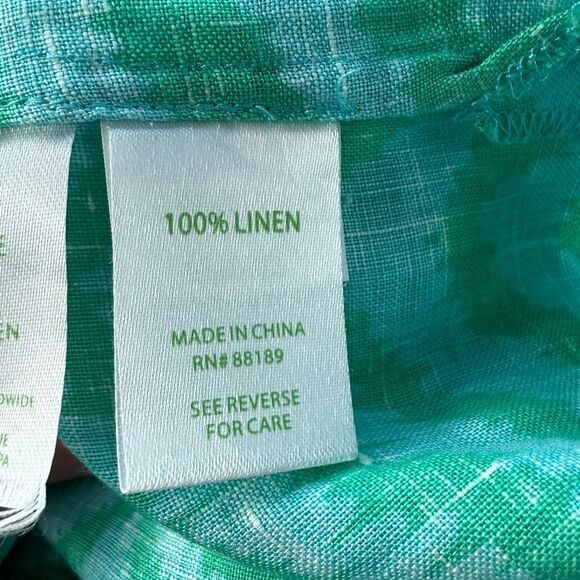 100% LINEN
MADE IN CHINA
RN# 88189
SEE REVERSE
FOR CARE